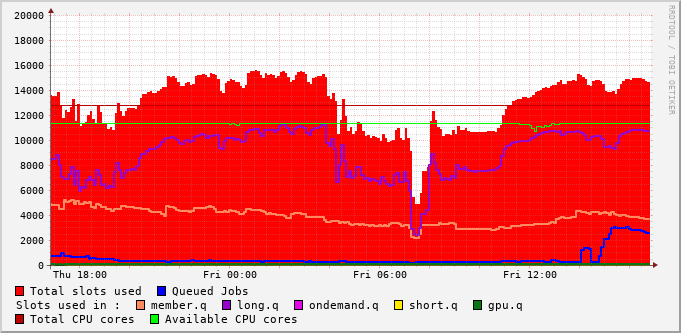 20000
18000
16000
14000
12000
10000
8000
6000
4000
2000
0
Thu 18:00 Fri 00:00 Fri 06:00 Fri 12:00
RRDTOOL / TOBI OETIKER
Total slots used Queued Jobs
Slots used in : member.q long.q ondemand.q short.q gpu.q
Total CPU cores Available CPU cores